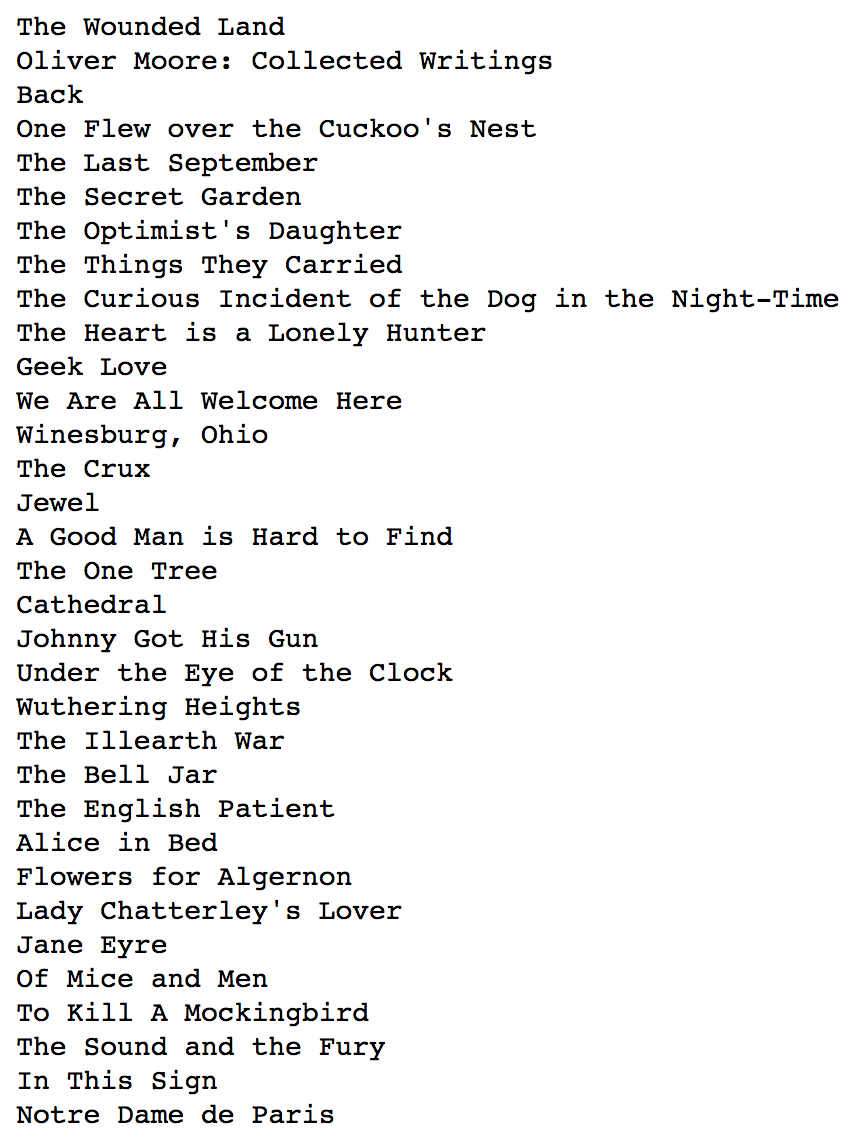 The Wounded Land
Oliver Moore: Collected Writings
Back
One Flew over the Cuckoo's Nest
The Last September
The Secret Garden
The Optimist's Daughter
The Things They Carried
The Curious Incident of the Dog in the Night-Time
The Heart is a Lonely Hunter
Geek Love
We Are All Welcome Here
Winesburg, Ohio
The Crux
Jewel
A Good Man is Hard to Find
The One Tree
Cathedral
Johnny Got His Gun
Under the Eye of the Clock
Wuthering Heights
The Illearth War
The Bell Jar
The English Patient
Alice in Bed
Flowers for Algernon
Lady Chatterley's Lover
Jane Eyre
Of Mice and Men
To Kill A Mockingbird
The Sound and the Fury
In This Sign
Notre Dame de Paris